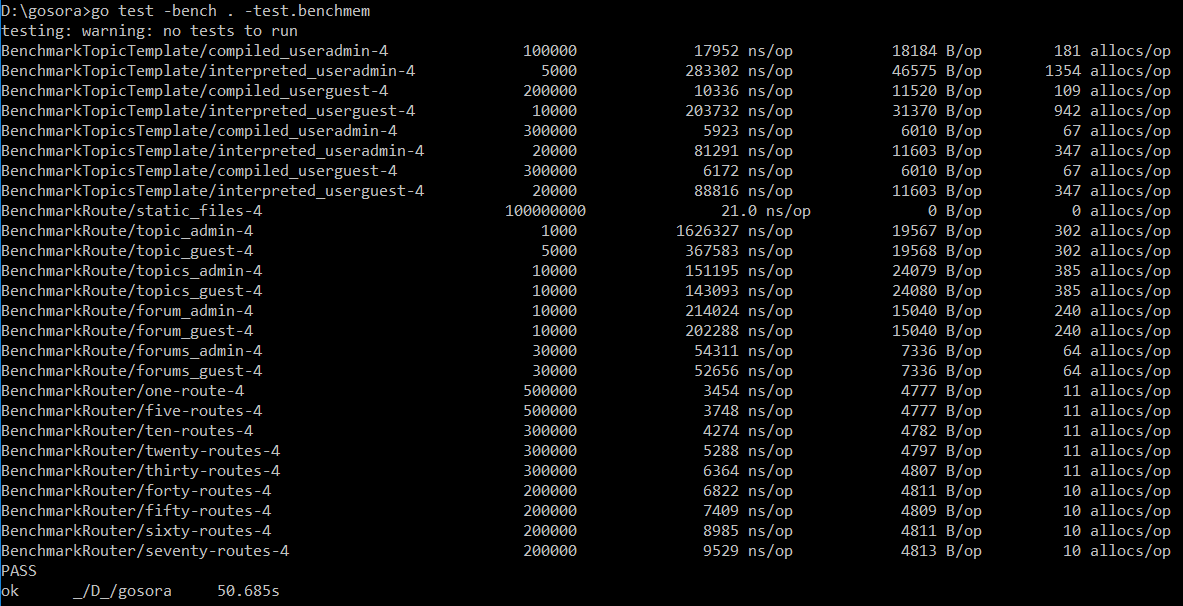 D:\gosora>go test -bench . -test.benchmem
testing: warning: no tests to run
BenchmarkTopicTemplate/compiled_useradmin-4 100000 17952 ns/op 18184 B/op 181 allocs/op
BenchmarkTopicTemplate/interpreted_useradmin-4 5000 283302 ns/op 46575 B/op 1354 allocs/op
BenchmarkTopicTemplate/compiled_userguest-4 200000 10336 ns/op 11520 B/op 109 allocs/op
BenchmarkTopicTemplate/interpreted_userguest-4 10000 203732 ns/op 31370 B/op 942 allocs/op
BenchmarkTopicsTemplate/compiled_useradmin-4 300000 5923 ns/op 6010 B/op 67 allocs/op
BenchmarkTopicsTemplate/interpreted_useradmin-4 20000 81291 ns/op 11603 B/op 347 allocs/op
BenchmarkTopicsTemplate/compiled_userguest-4 300000 6172 ns/op 6010 B/op 67 allocs/op
BenchmarkTopicsTemplate/interpreted_userguest-4 20000 88816 ns/op 11603 B/op 347 allocs/op
BenchmarkRoute/static_files-4 100000000 21.0 ns/op 0 B/op 0 allocs/op
BenchmarkRoute/topic_admin-4 1000 1626327 ns/op 19567 B/op 302 allocs/op
BenchmarkRoute/topic_guest-4 5000 367583 ns/op 19568 B/op 302 allocs/op
BenchmarkRoute/topics_admin-4 10000 151195 ns/op 24079 B/op 385 allocs/op
BenchmarkRoute/topics_guest-4 10000 143093 ns/op 24080 B/op 385 allocs/op
BenchmarkRoute/forum_admin-4 10000 214024 ns/op 15040 B/op 240 allocs/op
BenchmarkRoute/forum_guest-4 10000 202288 ns/op 15040 B/op 240 allocs/op
BenchmarkRoute/forums_admin-4 30000 54311 ns/op 7336 B/op 64 allocs/op
BenchmarkRoute/forums_guest-4 30000 52656 ns/op 7336 B/op 64 allocs/op
BenchmarkRouter/one-route-4 500000 3454 ns/op 4777 B/op 11 allocs/op
BenchmarkRouter/five-routes-4 500000 3748 ns/op 4777 B/op 11 allocs/op
BenchmarkRouter/ten-routes-4 300000 4274 ns/op 4782 B/op 11 allocs/op
BenchmarkRouter/twenty-routes-4 300000 5288 ns/op 4797 B/op 11 allocs/op
BenchmarkRouter/thirty-routes-4 300000 6364 ns/op 4807 B/op 11 allocs/op
BenchmarkRouter/forty-routes-4 200000 6822 ns/op 4811 B/op 10 allocs/op
BenchmarkRouter/fifty-routes-4 200000 7409 ns/op 4809 B/op 10 allocs/op
BenchmarkRouter/sixty-routes-4 200000 8985 ns/op 4811 B/op 10 allocs/op
BenchmarkRouter/seventy-routes-4 200000 9529 ns/op 4813 B/op 10 allocs/op
PASS
ok _/D_/gosora 50.685s